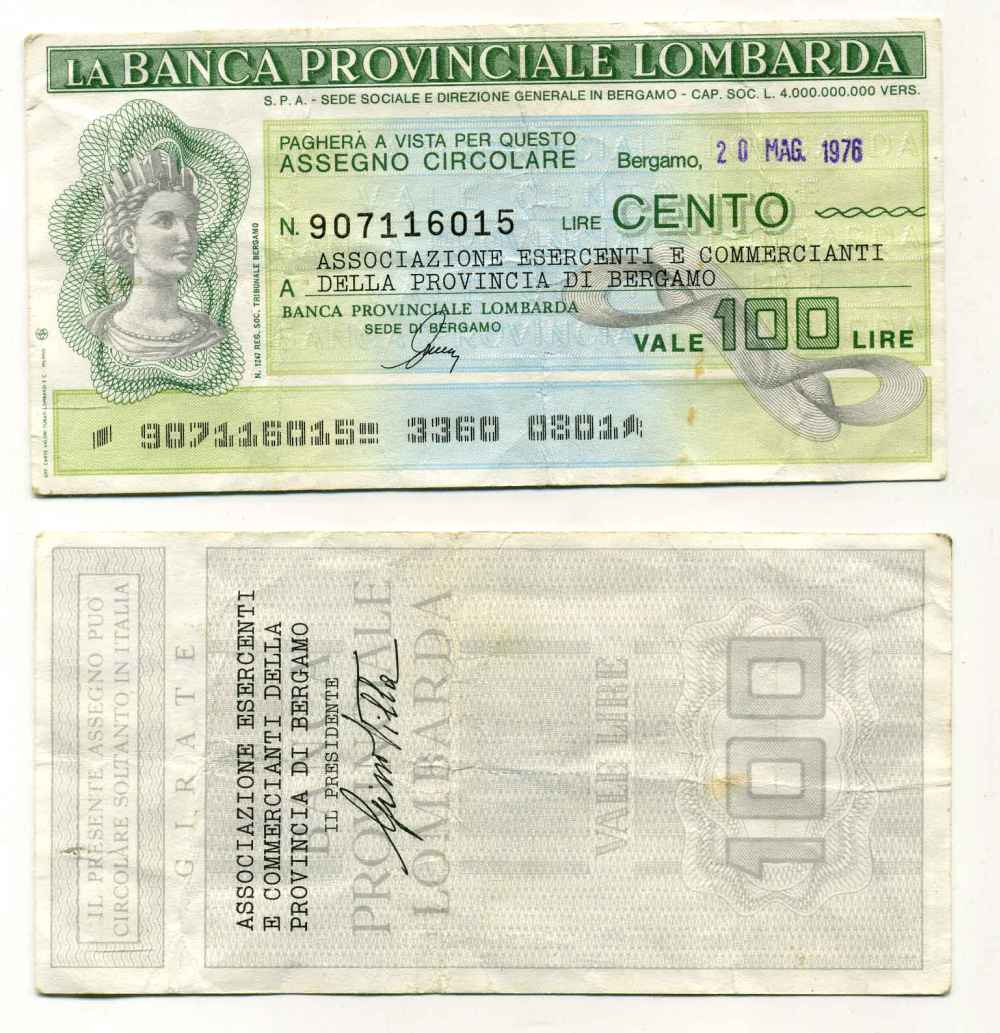 LA BANCA PROVINCIALE LOMBARDA
S.P.A. - SEDE SOCIALE E DIREZIONE GENERALE IN BERGAMO - CAP. SOC. L. 4.000.000.000 VERS.
PAGHERÀ A VISTA PER QUESTO
ASSEGNO CIRCOLARE Bergamo, 20 MAG. 1976
N. 907116015 LIRE CENTO
ASSOCIAZIONE ESERCENTI E COMMERCIANTI
A DELLA PROVINCIA DI BERGAMO
BANCA PROVINCIALE LOMBARDA
SEDE DI BERGAMO
VALE 100 LIRE
N. 1247 REG. SOC. TRIBUNALE BERGAMO
907116015 3360 0801
IL PRESENTE ASSEGNO PUO
CIRCOLARE SOLTANTO IN ITALIA
GIRATE
ASSOCIAZIONE ESERCENTI
E COMMERCIANTI DELLA
PROVINCIA DI BERGAMO
IL PRESIDENTE
BANCA
PROVINCIALE
LOMBARDA
VALE LIRE
100